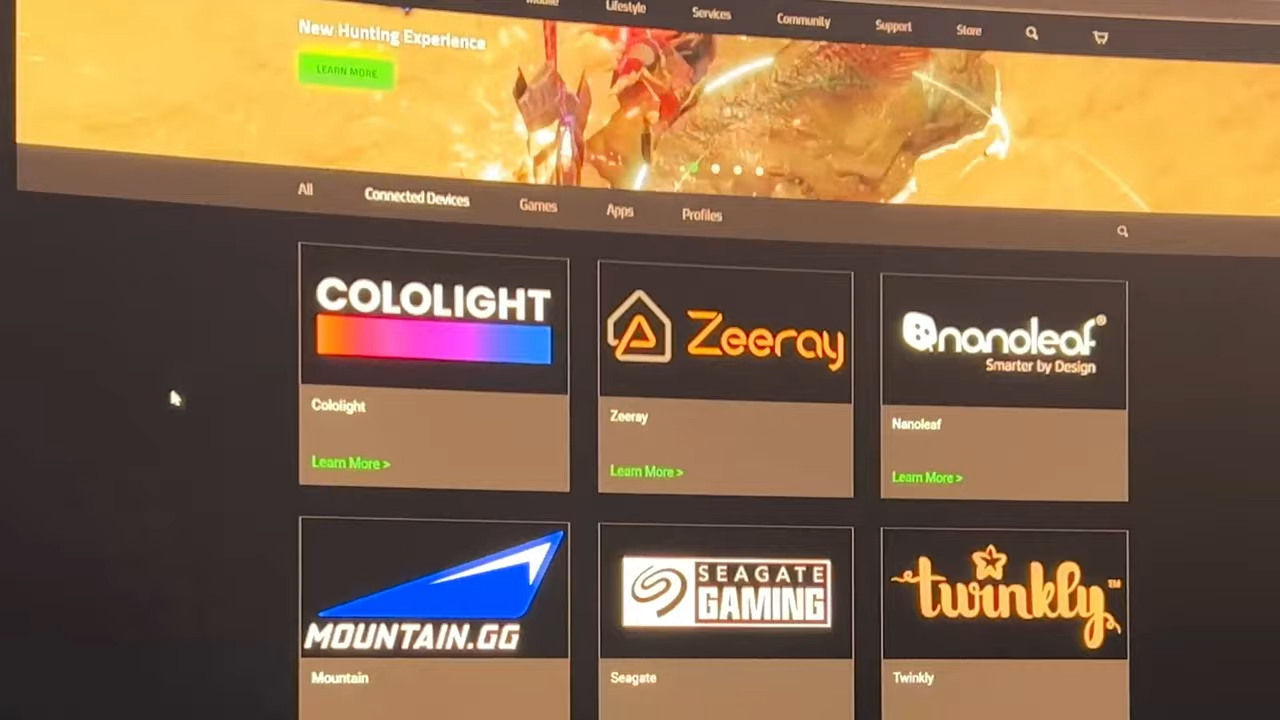 Mobile
Lifestyle
Services
Community
Support
Store
New Hunting Experience
LEARN MORE
All
Connected Devices
Games
Apps
Profiles
COLOLIGHT
Zeeray
nanoleaf®
Smarter by Design
Cololight
Zeeray
Nanoleaf
Learn More >
Learn More >
Learn More >
MOUNTAIN.GG
SEAGATE
GAMING
twinkly™
Mountain
Seagate
Twinkly